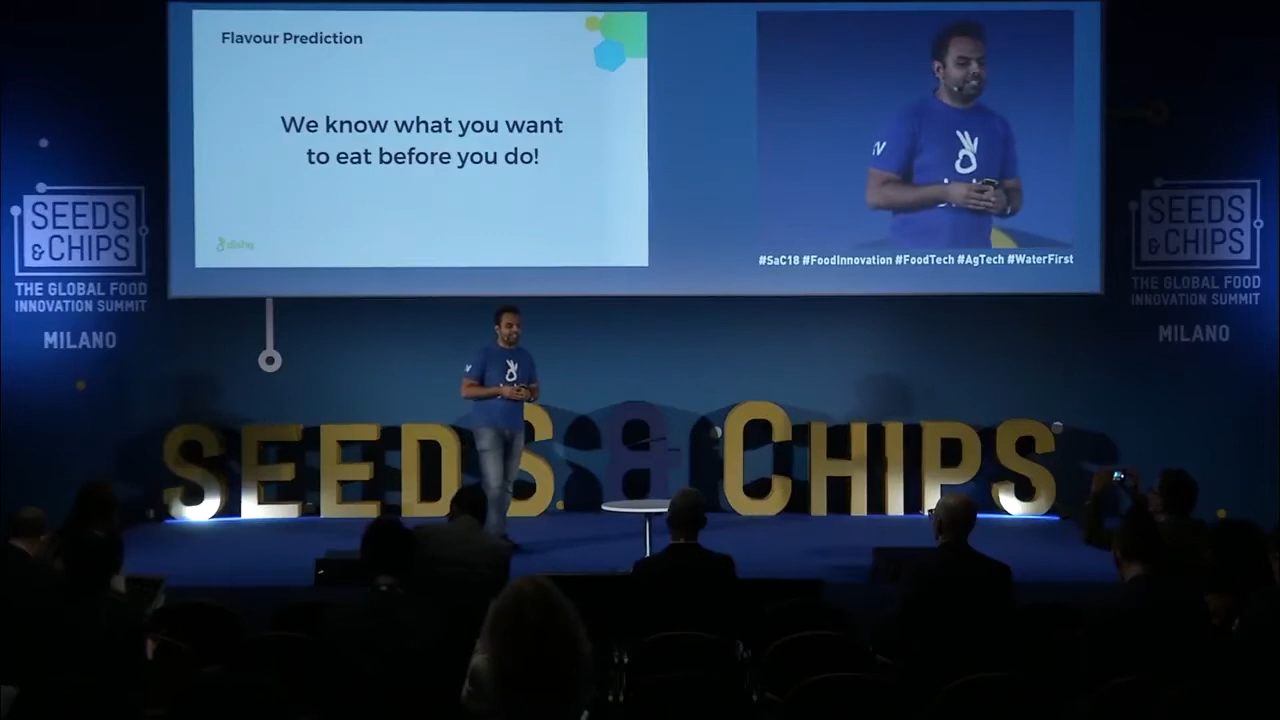 Flavour Prediction
We know what you want
to eat before you do!
dishq
#SaC18 #FoodInnovation #FoodTech #AgTech #WaterFirst
SEEDS
& CHIPS
THE GLOBAL FOOD
INNOVATION SUMMIT
MILANO
SEEDS
& CHIPS
THE GLOBAL FOOD
INNOVATION SUMMIT
MILANO
SEEDS & CHIPS